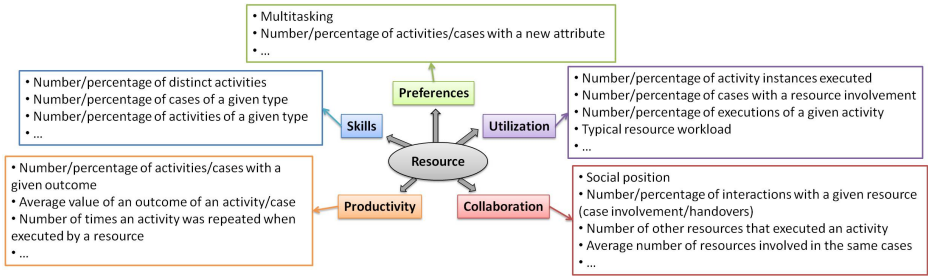 • Multitasking
• Number/percentage of activities/cases with a new attribute
• ...
Preferences
• Number/percentage of distinct activities
• Number/percentage of cases of a given type
• Number/percentage of activities of a given type
• ...
Skills
Utilization
• Number/percentage of activity instances executed
• Number/percentage of cases with a resource involvement
• Number/percentage of executions of a given activity
• Typical resource workload
• ...
Resource
• Number/percentage of activities/cases with a
given outcome
• Average value of an outcome of an activity/case
• Number of times an activity was repeated when
executed by a resource
• ...
Productivity
Collaboration
• Social position
• Number/percentage of interactions with a given resource
(case involvement/handovers)
• Number of other resources that executed an activity
• Average number of resources involved in the same cases
• ...